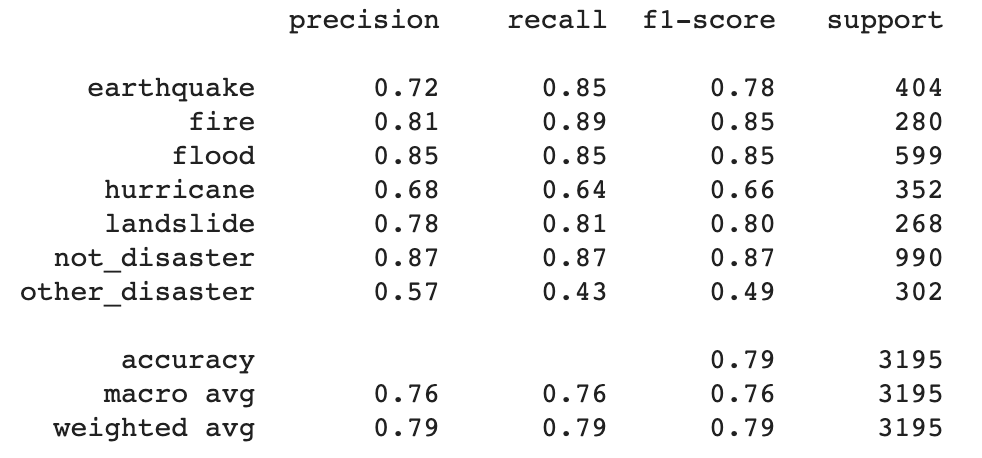 precision recall f1-score support
earthquake 0.72 0.85 0.78 404
fire 0.81 0.89 0.85 280
flood 0.85 0.85 0.85 599
hurricane 0.68 0.64 0.66 352
landslide 0.78 0.81 0.80 268
not_disaster 0.87 0.87 0.87 990
other_disaster 0.57 0.43 0.49 302
accuracy 0.79 3195
macro avg 0.76 0.76 0.76 3195
weighted avg 0.79 0.79 0.79 3195